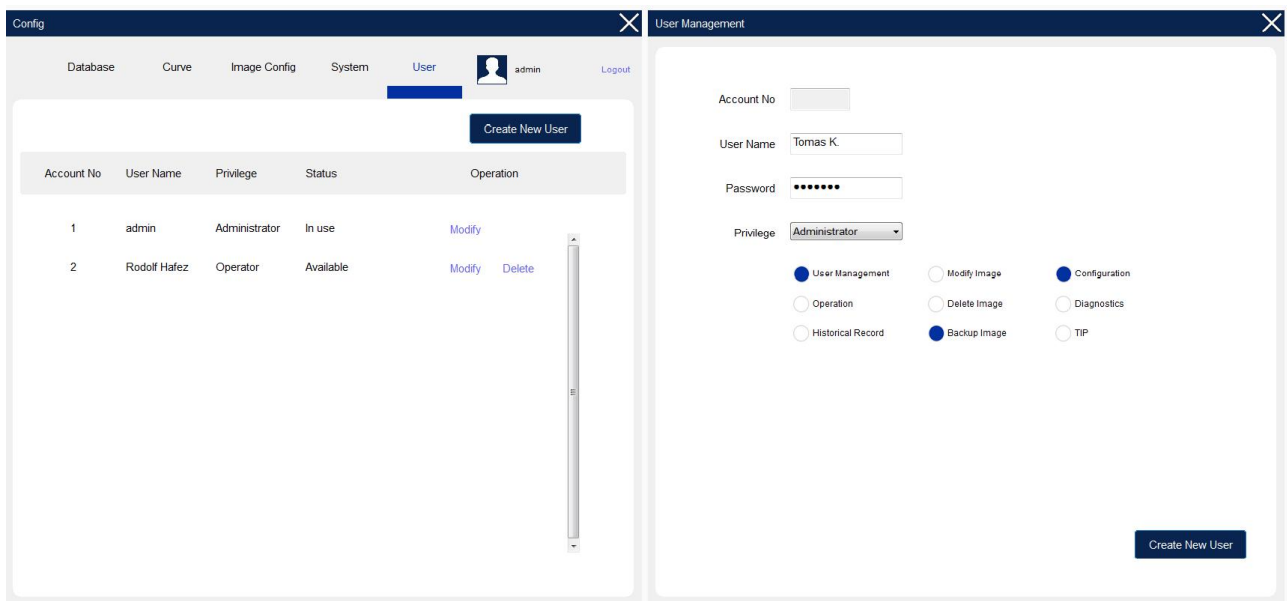 Config
Database Curve Image Config System User admin Logout
Create New User
Account No User Name Privilege Status Operation
1 admin Administrator In use Modify
2 Rodolf Hafez Operator Available Modify Delete
User Management
Account No
User Name Tomas K.
Password •••••••
Privilege Administrator
User Management Modify Image Configuration
Operation Delete Image Diagnostics
Historical Record Backup Image TIP
Create New User